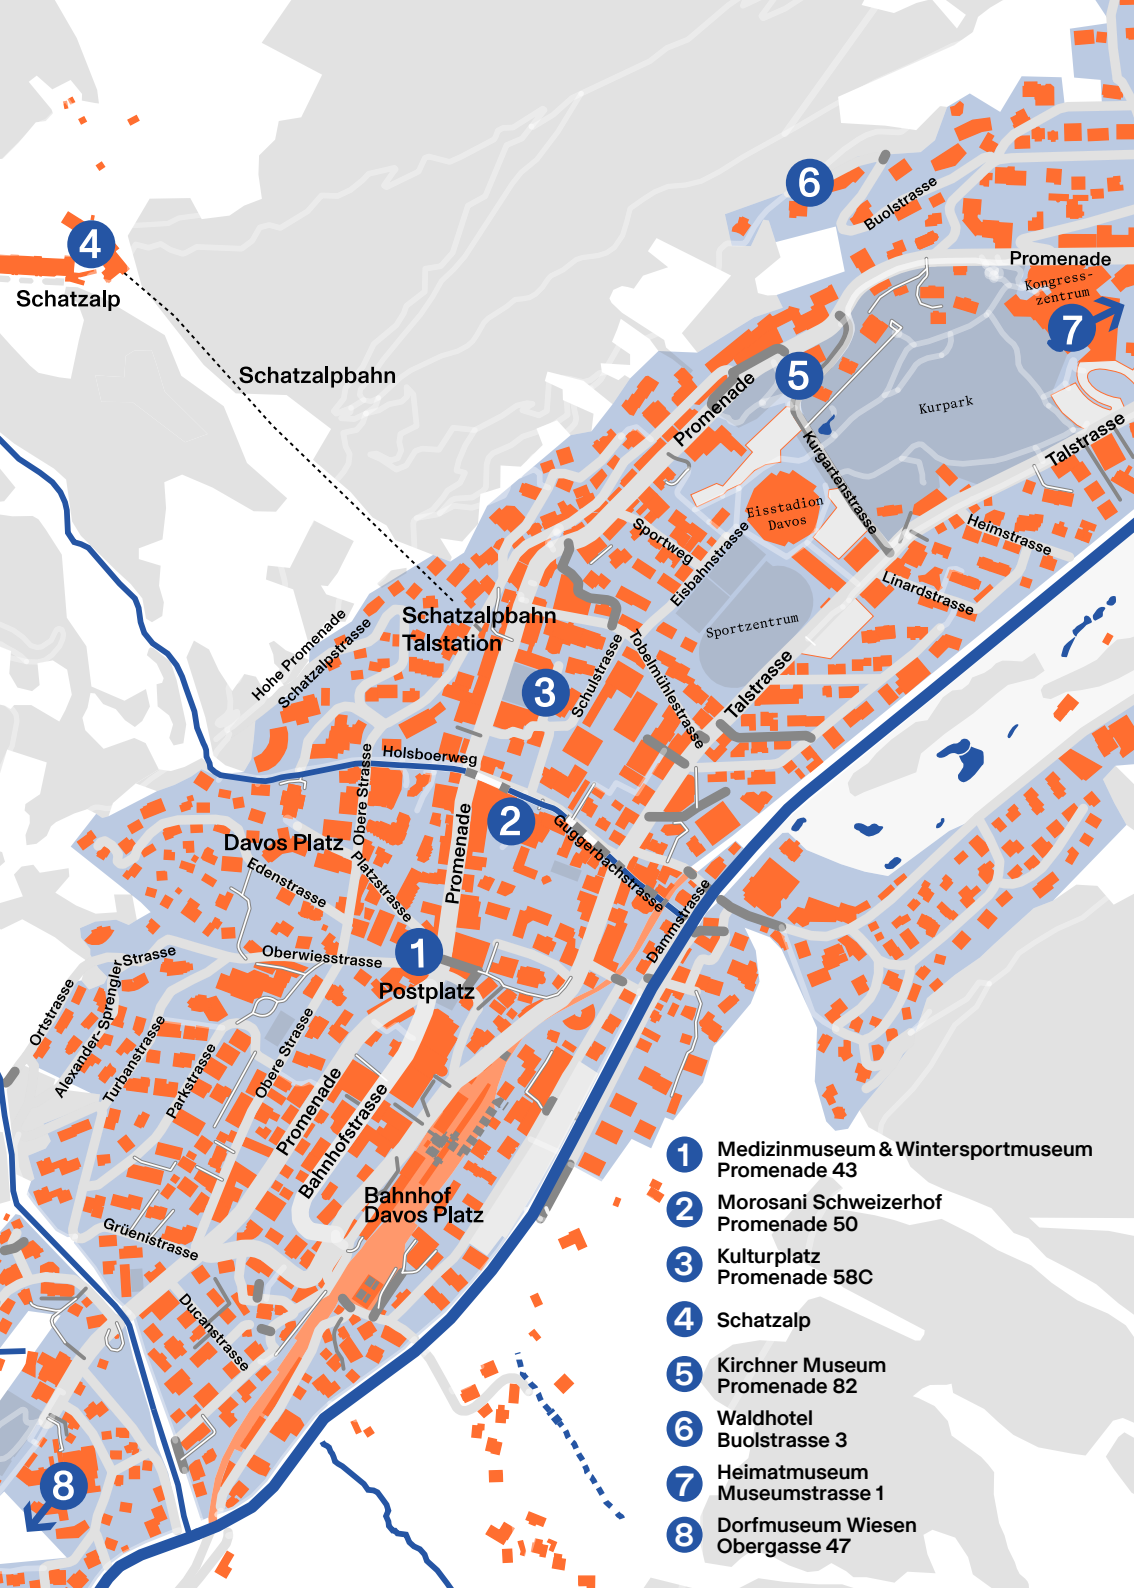 6
Buolstrasse
Promenade
Kongress-
zentrum
4
Schatzalp
7
Schatzalpbahn
5
Promenade
Kurpark
Talstrasse
Kurgartenstrasse
Eisstadion
Davos
Sportweg
Heimstrasse
Eisbahnstrasse
Linardstrasse
Schatzalpbahn
Talstation
Hohe Promenade
Schatzalpstrasse
Sportzentrum
Schulstrasse
Tobelmühlestrasse
Talstrasse
3
Holsboerweg
Obere Strasse
2
Promenade
Guggerbachstrasse
Davos Platz
Platzstrasse
Edenstrasse
Dammstrasse
1
Oberwiesstrasse
Postplatz
Alexander-Sprengler Strasse
Ortstrasse
Turbanstrasse
Parkstrasse
Obere Strasse
Promenade
Bahnhofstrasse
Bahnhof
Davos Platz
Grüenistrasse
Ducanstrasse
8
1 Medizinmuseum & Wintersportmuseum
Promenade 43
2 Morosani Schweizerhof
Promenade 50
3 Kulturplatz
Promenade 58C
4 Schatzalp
5 Kirchner Museum
Promenade 82
6 Waldhotel
Buolstrasse 3
7 Heimatmuseum
Museumstrasse 1
8 Dorfmuseum Wiesen
Obergasse 47